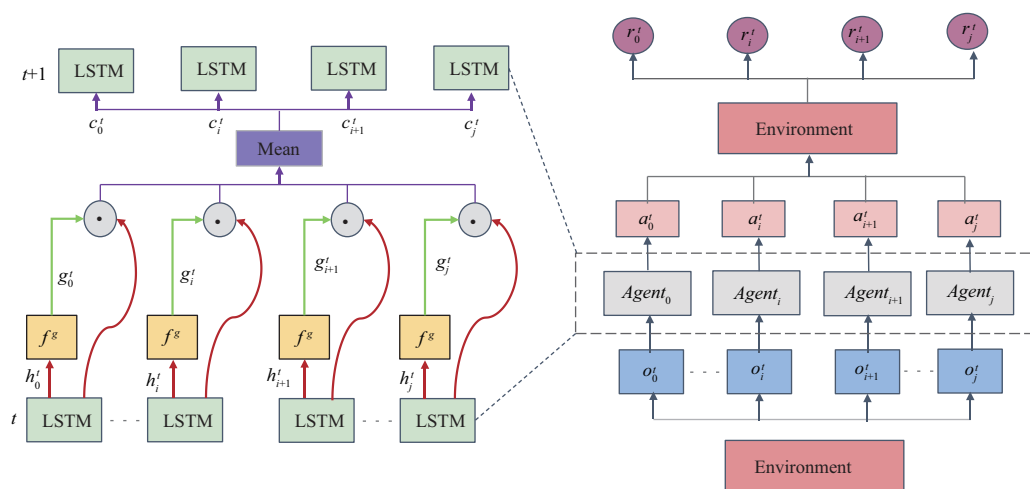 t+1
LSTM
LSTM
LSTM
LSTM
c_0^t
c_i^t
c_{i+1}^t
c_j^t
Mean
g_0^t
g_i^t
g_{i+1}^t
g_j^t
f^g
f^g
f^g
f^g
h_0^t
h_i^t
h_{i+1}^t
h_j^t
t
LSTM
LSTM
LSTM
LSTM
r_0^t
r_i^t
r_{i+1}^t
r_j^t
Environment
a_0^t
a_i^t
a_{i+1}^t
a_j^t
Agent_0
Agent_i
Agent_{i+1}
Agent_j
o_0^t
o_i^t
o_{i+1}^t
o_j^t
Environment